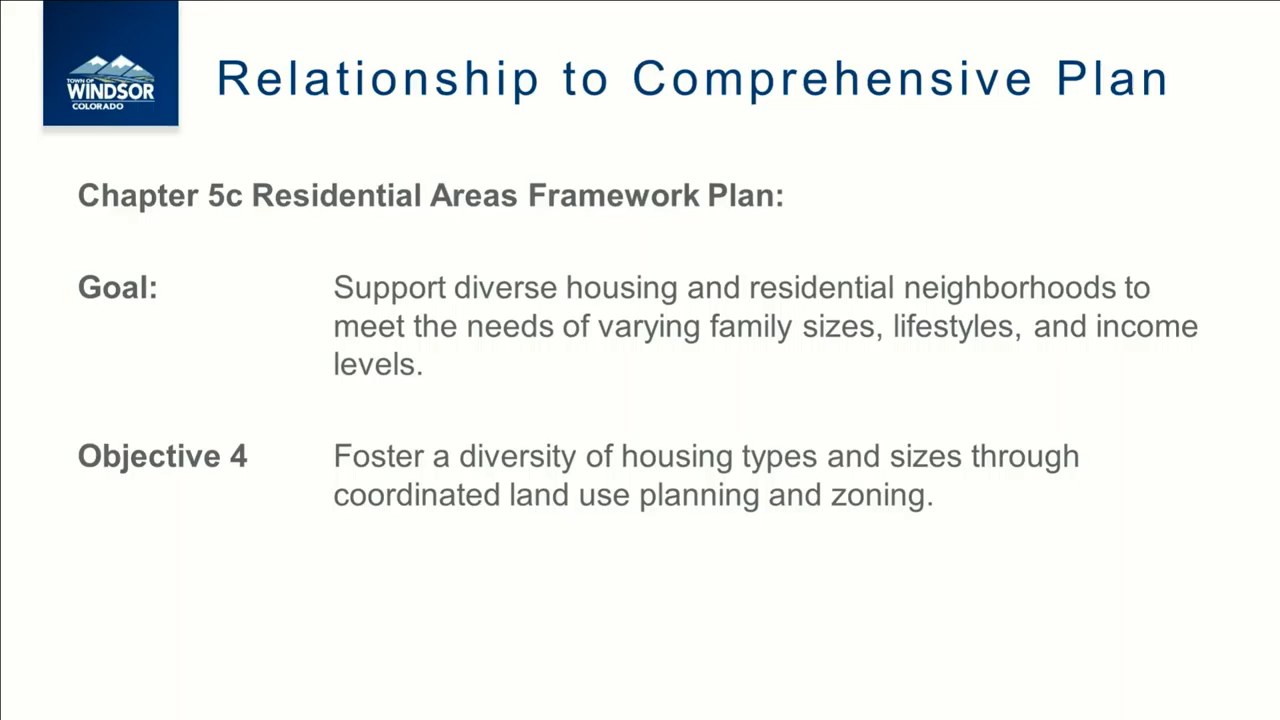 TOWN OF
WINDSOR
COLORADO
Relationship to Comprehensive Plan
Chapter 5c Residential Areas Framework Plan:
Goal: Support diverse housing and residential neighborhoods to
meet the needs of varying family sizes, lifestyles, and income
levels.
Objective 4 Foster a diversity of housing types and sizes through
coordinated land use planning and zoning.